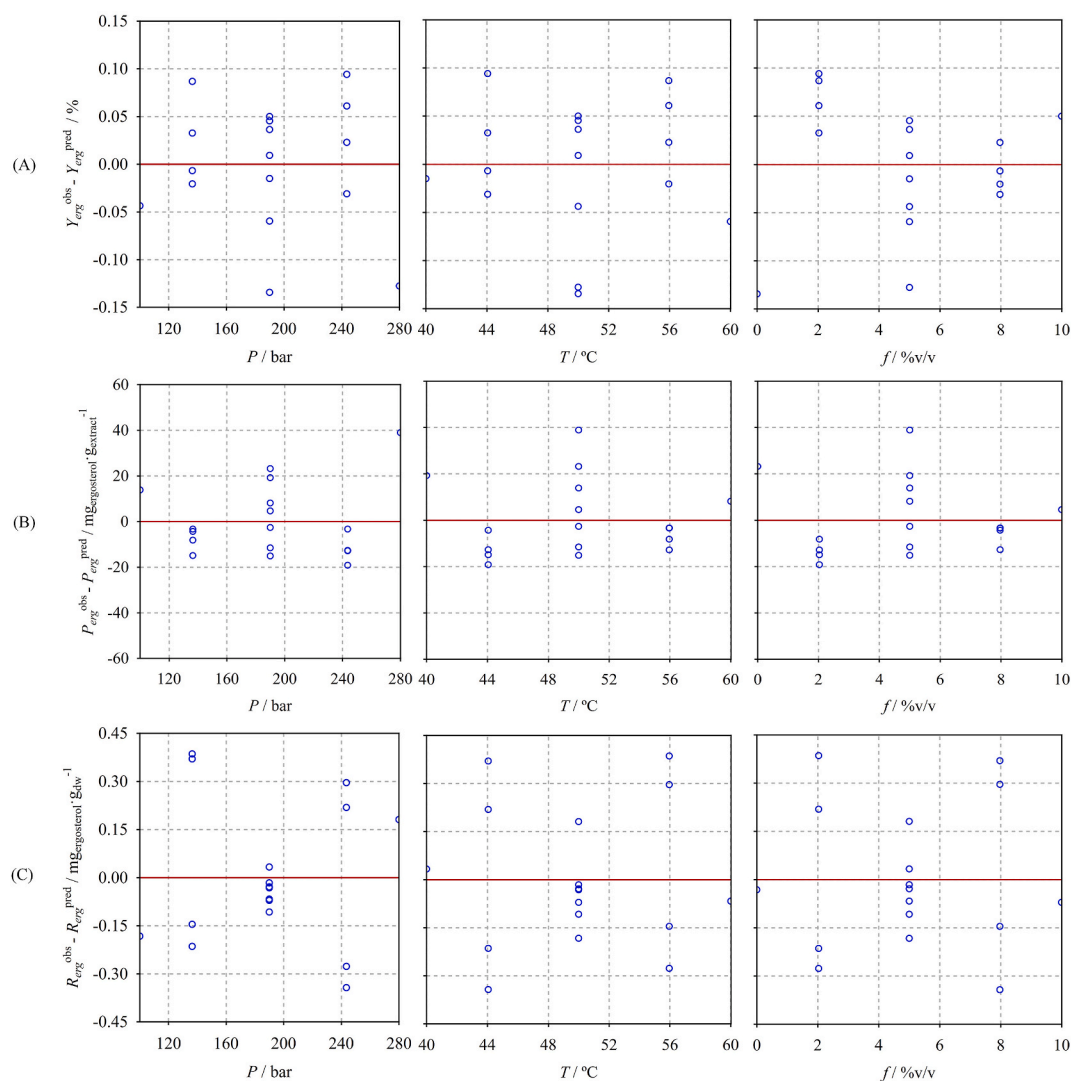 (A)
Y_erg^obs - Y_erg^pred / %
0.15
0.10
0.05
0.00
-0.05
-0.10
-0.15
120 160 200 240 280
P / bar
40 44 48 52 56 60
T / ºC
0 2 4 6 8 10
f / %v/v
(B)
P_erg^obs - P_erg^pred / mg_ergosterol.g_extract^-1
60
40
20
0
-20
-40
-60
120 160 200 240 280
P / bar
40 44 48 52 56 60
T / ºC
0 2 4 6 8 10
f / %v/v
(C)
R_erg^obs - R_erg^pred / mg_ergosterol.g_dw^-1
0.45
0.30
0.15
0.00
-0.15
-0.30
-0.45
120 160 200 240 280
P / bar
40 44 48 52 56 60
T / ºC
0 2 4 6 8 10
f / %v/v